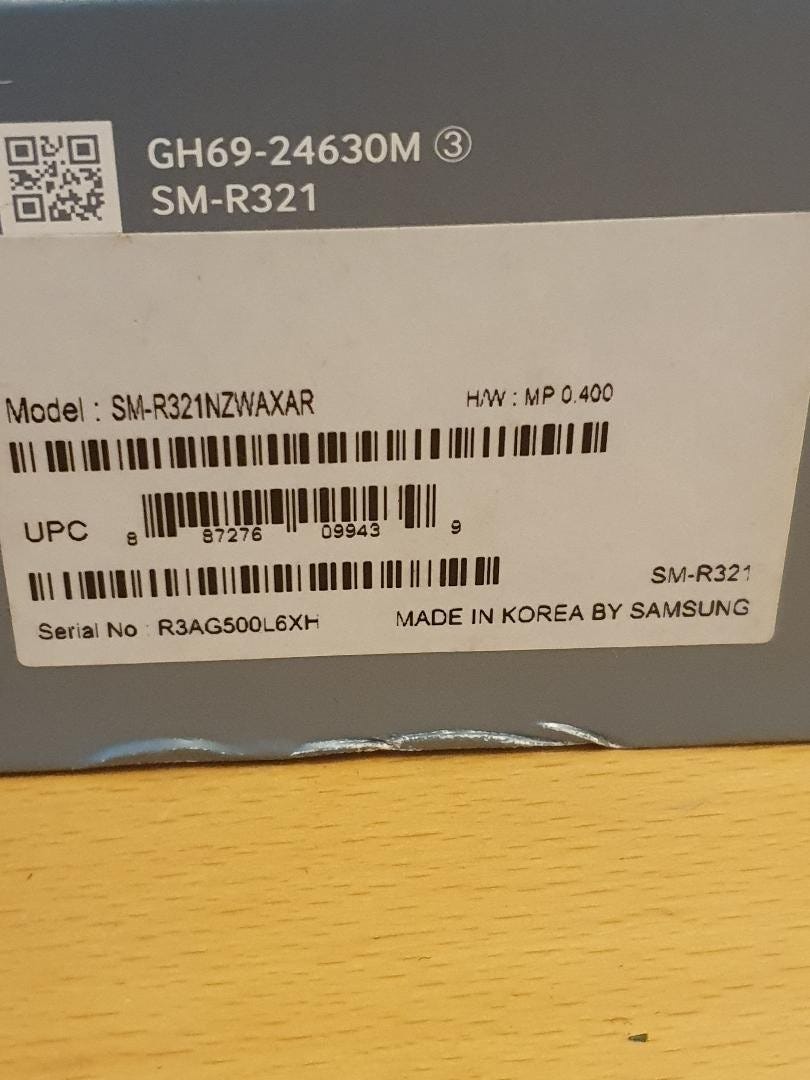 GH69-24630M ③
SM-R321
Model : SM-R321NZWAXAR
H/W : MP 0.400
UPC 8 87276 09943 9
SM-R321
Serial No : R3AG500L6XH
MADE IN KOREA BY SAMSUNG